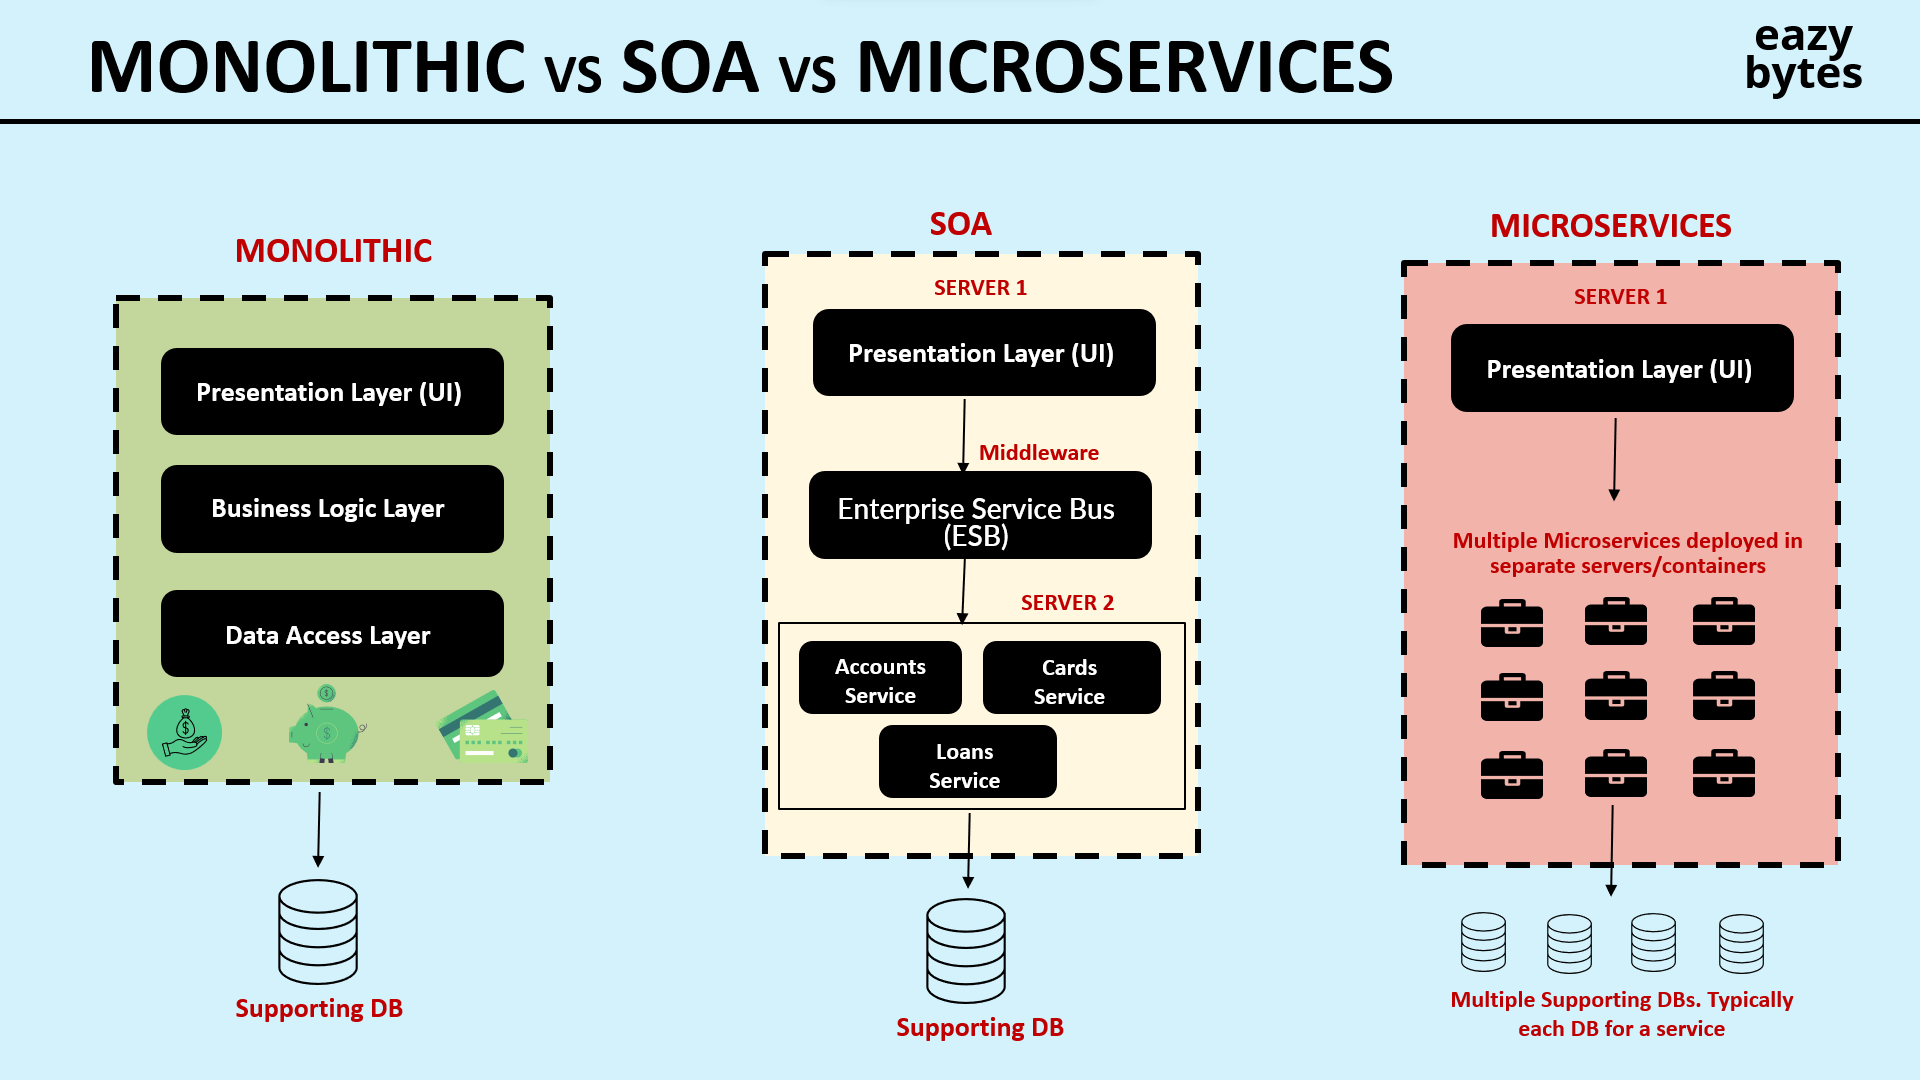 MONOLITHIC VS SOA VS MICROSERVICES
eazy
bytes
MONOLITHIC
Presentation Layer (UI)
Business Logic Layer
Data Access Layer
Supporting DB
SOA
SERVER 1
Presentation Layer (UI)
Middleware
Enterprise Service Bus
(ESB)
SERVER 2
Accounts
Service
Cards
Service
Loans
Service
Supporting DB
MICROSERVICES
SERVER 1
Presentation Layer (UI)
Multiple Microservices deployed in
separate servers/containers
Multiple Supporting DBs. Typically
each DB for a service